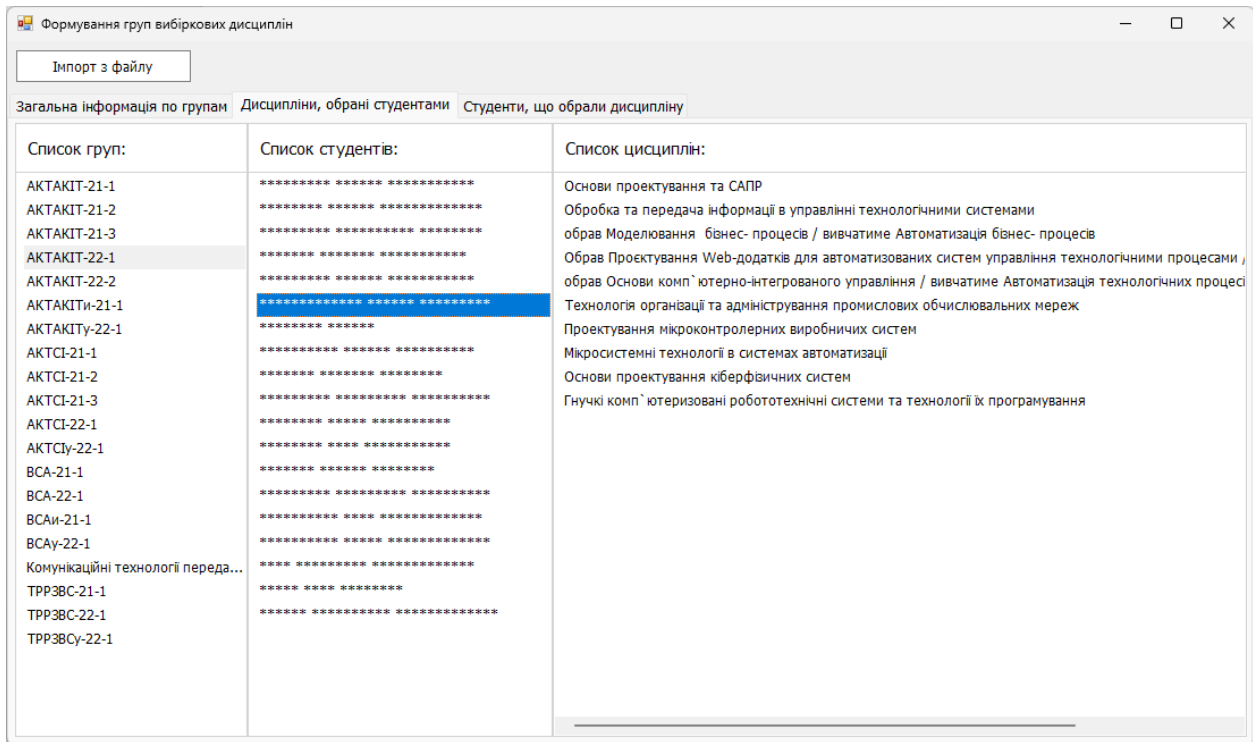 Формування груп вибіркових дисциплін
Імпорт з файлу
Загальна інформація по групам
Дисципліни, обрані студентами
Студенти, що обрали дисципліну
Список груп:
АКТАКІТ-21-1
АКТАКІТ-21-2
АКТАКІТ-21-3
АКТАКІТ-22-1
АКТАКІТ-22-2
АКТАКІТи-21-1
АКТАКІТу-22-1
АКТСІ-21-1
АКТСІ-21-2
АКТСІ-21-3
АКТСІ-22-1
АКТСІу-22-1
ВСА-21-1
ВСА-22-1
ВСАи-21-1
ВСАу-22-1
Комунікаційні технології переда...
ТРРЗВС-21-1
ТРРЗВС-22-1
ТРРЗВСу-22-1
Список студентів:
********* ****** ***********
******** ****** *************
********* ********** ********
******* ******* ***********
********* ****** ***********
************* ****** *********
******** ******
********** ****** **********
******* ******* ********
********* ********* **********
******** ***** **********
******** **** ***********
******* ****** ********
********* ********* **********
********** **** *************
********** ***** *************
**** ********* *************
***** **** ********
****** ********** *************
Список цисциплін:
Основи проектування та САПР
Обробка та передача інформації в управлінні технологічними системами
обрав Моделювання  бізнес- процесів / вивчатиме Автоматизація бізнес- процесів
Обрав Проєктування Web-додатків для автоматизованих систем управління технологічними процесами /
обрав Основи комп`ютерно-інтегрованого управління / вивчатиме Автоматизація технологічних процесі
Технологія організації та адміністрування промислових обчислювальних мереж
Проектування мікроконтролерних виробничих систем
Мікросистемні технології в системах автоматизації
Основи проектування кіберфізичних систем
Гнучкі комп`ютеризовані робототехнічні системи та технології їх програмування